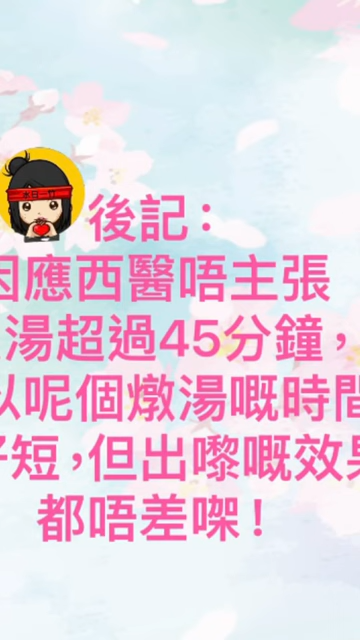 後記：
因應西醫唔主張
湯超過45分鐘，
以呢個燉湯嘅時間
好短，但出嚟嘅效果
都唔差㗎！